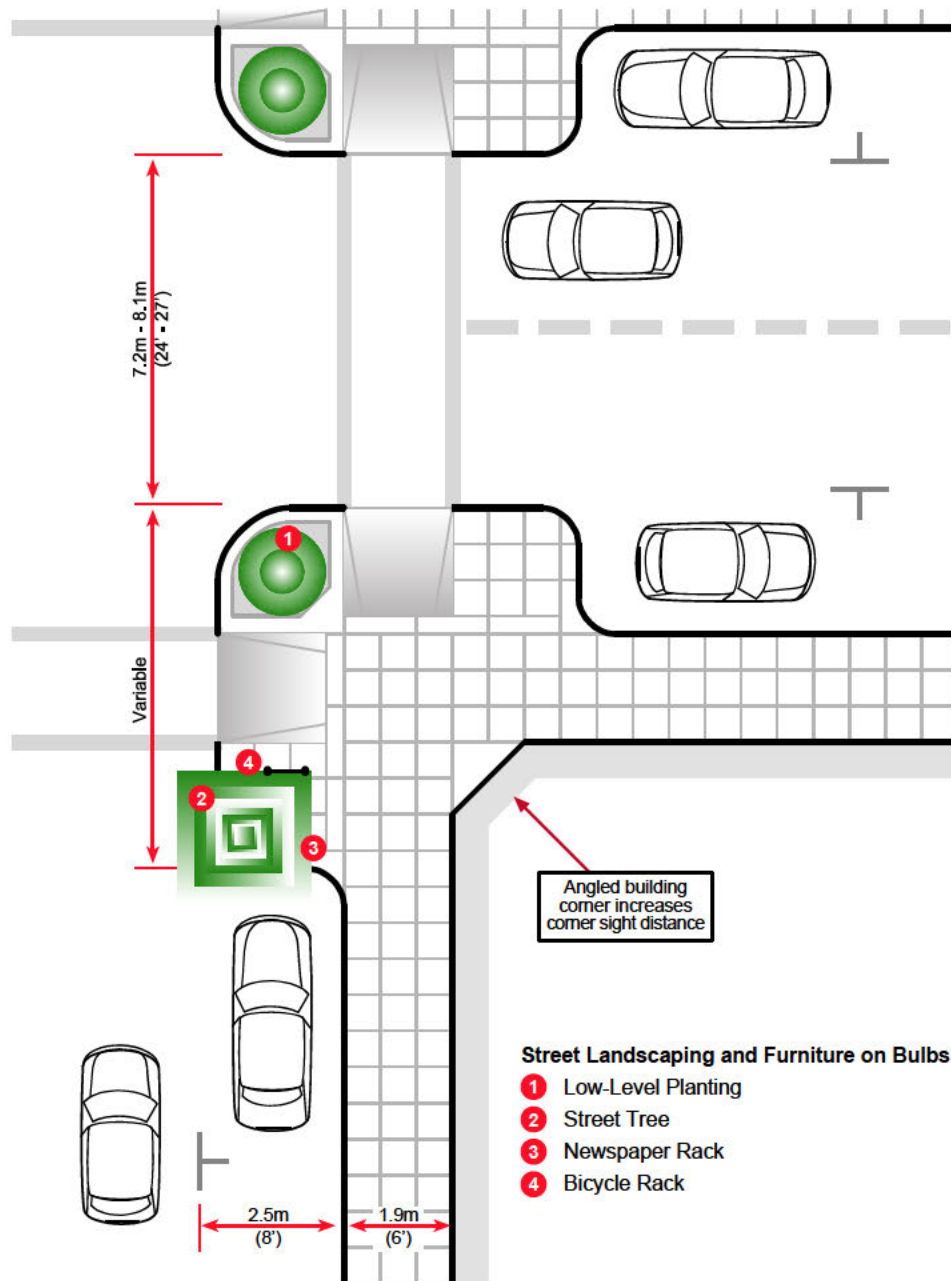 7.2m - 8.1m
(24' - 27')
1
Variable
4
2
3
Angled building
corner increases
corner sight distance
Street Landscaping and Furniture on Bulbs
1 Low-Level Planting
2 Street Tree
3 Newspaper Rack
4 Bicycle Rack
2.5m
(8')
1.9m
(6')